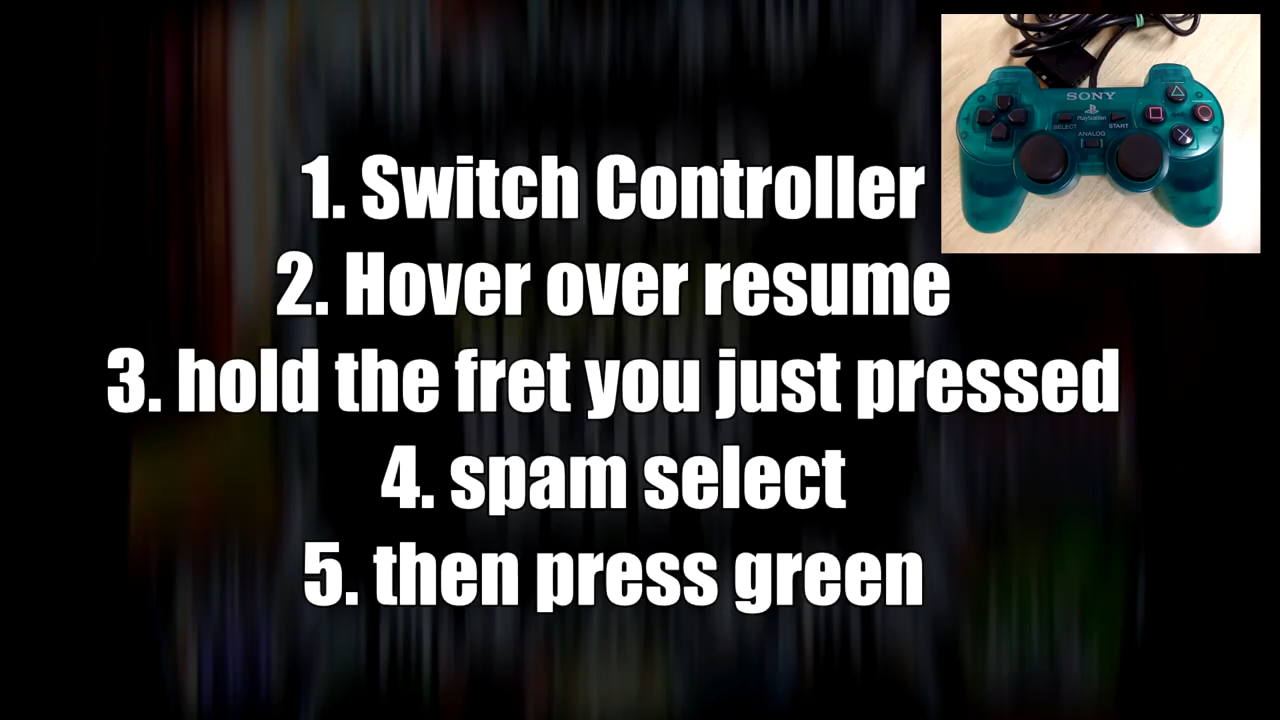 SONY
PlayStation
SELECT
START
ANALOG
1. Switch Controller
2. Hover over resume
3. hold the fret you just pressed
4. spam select
5. then press green